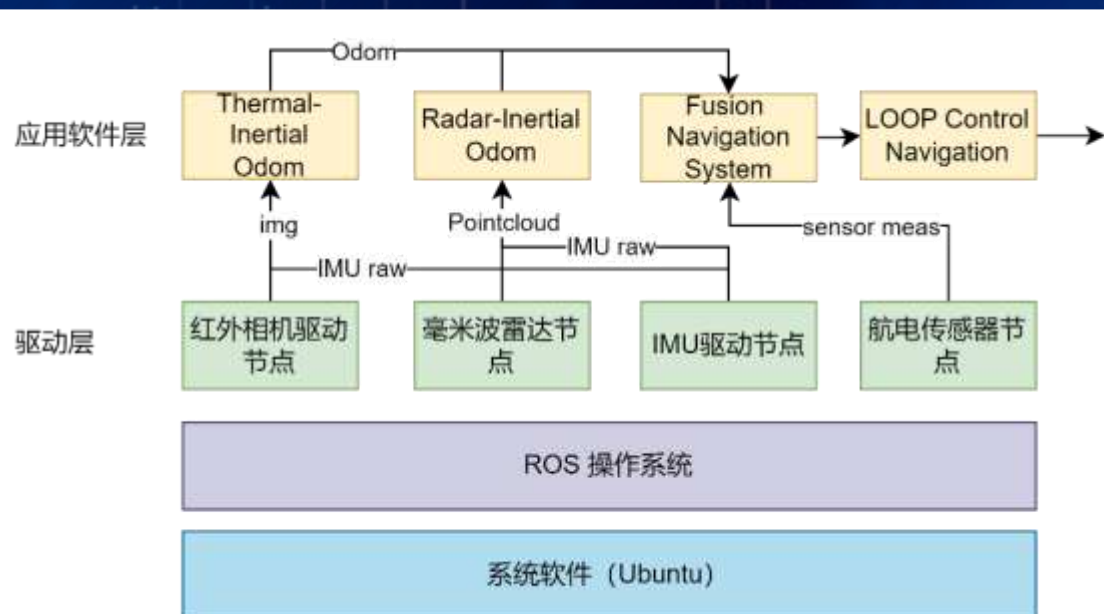 Odom
应用软件层
Thermal-
Inertial
Odom
Radar-Inertial
Odom
Fusion
Navigation
System
LOOP Control
Navigation
img
Pointcloud
sensor meas
IMU raw
IMU raw
驱动层
红外相机驱动
节点
毫米波雷达节
点
IMU驱动节点
航电传感器节
点
ROS 操作系统
系统软件（Ubuntu）